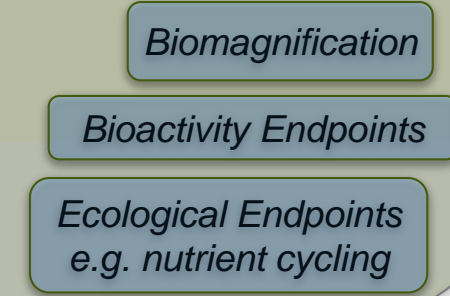 Biomagnification
Bioactivity Endpoints
Ecological Endpoints
e.g. nutrient cycling